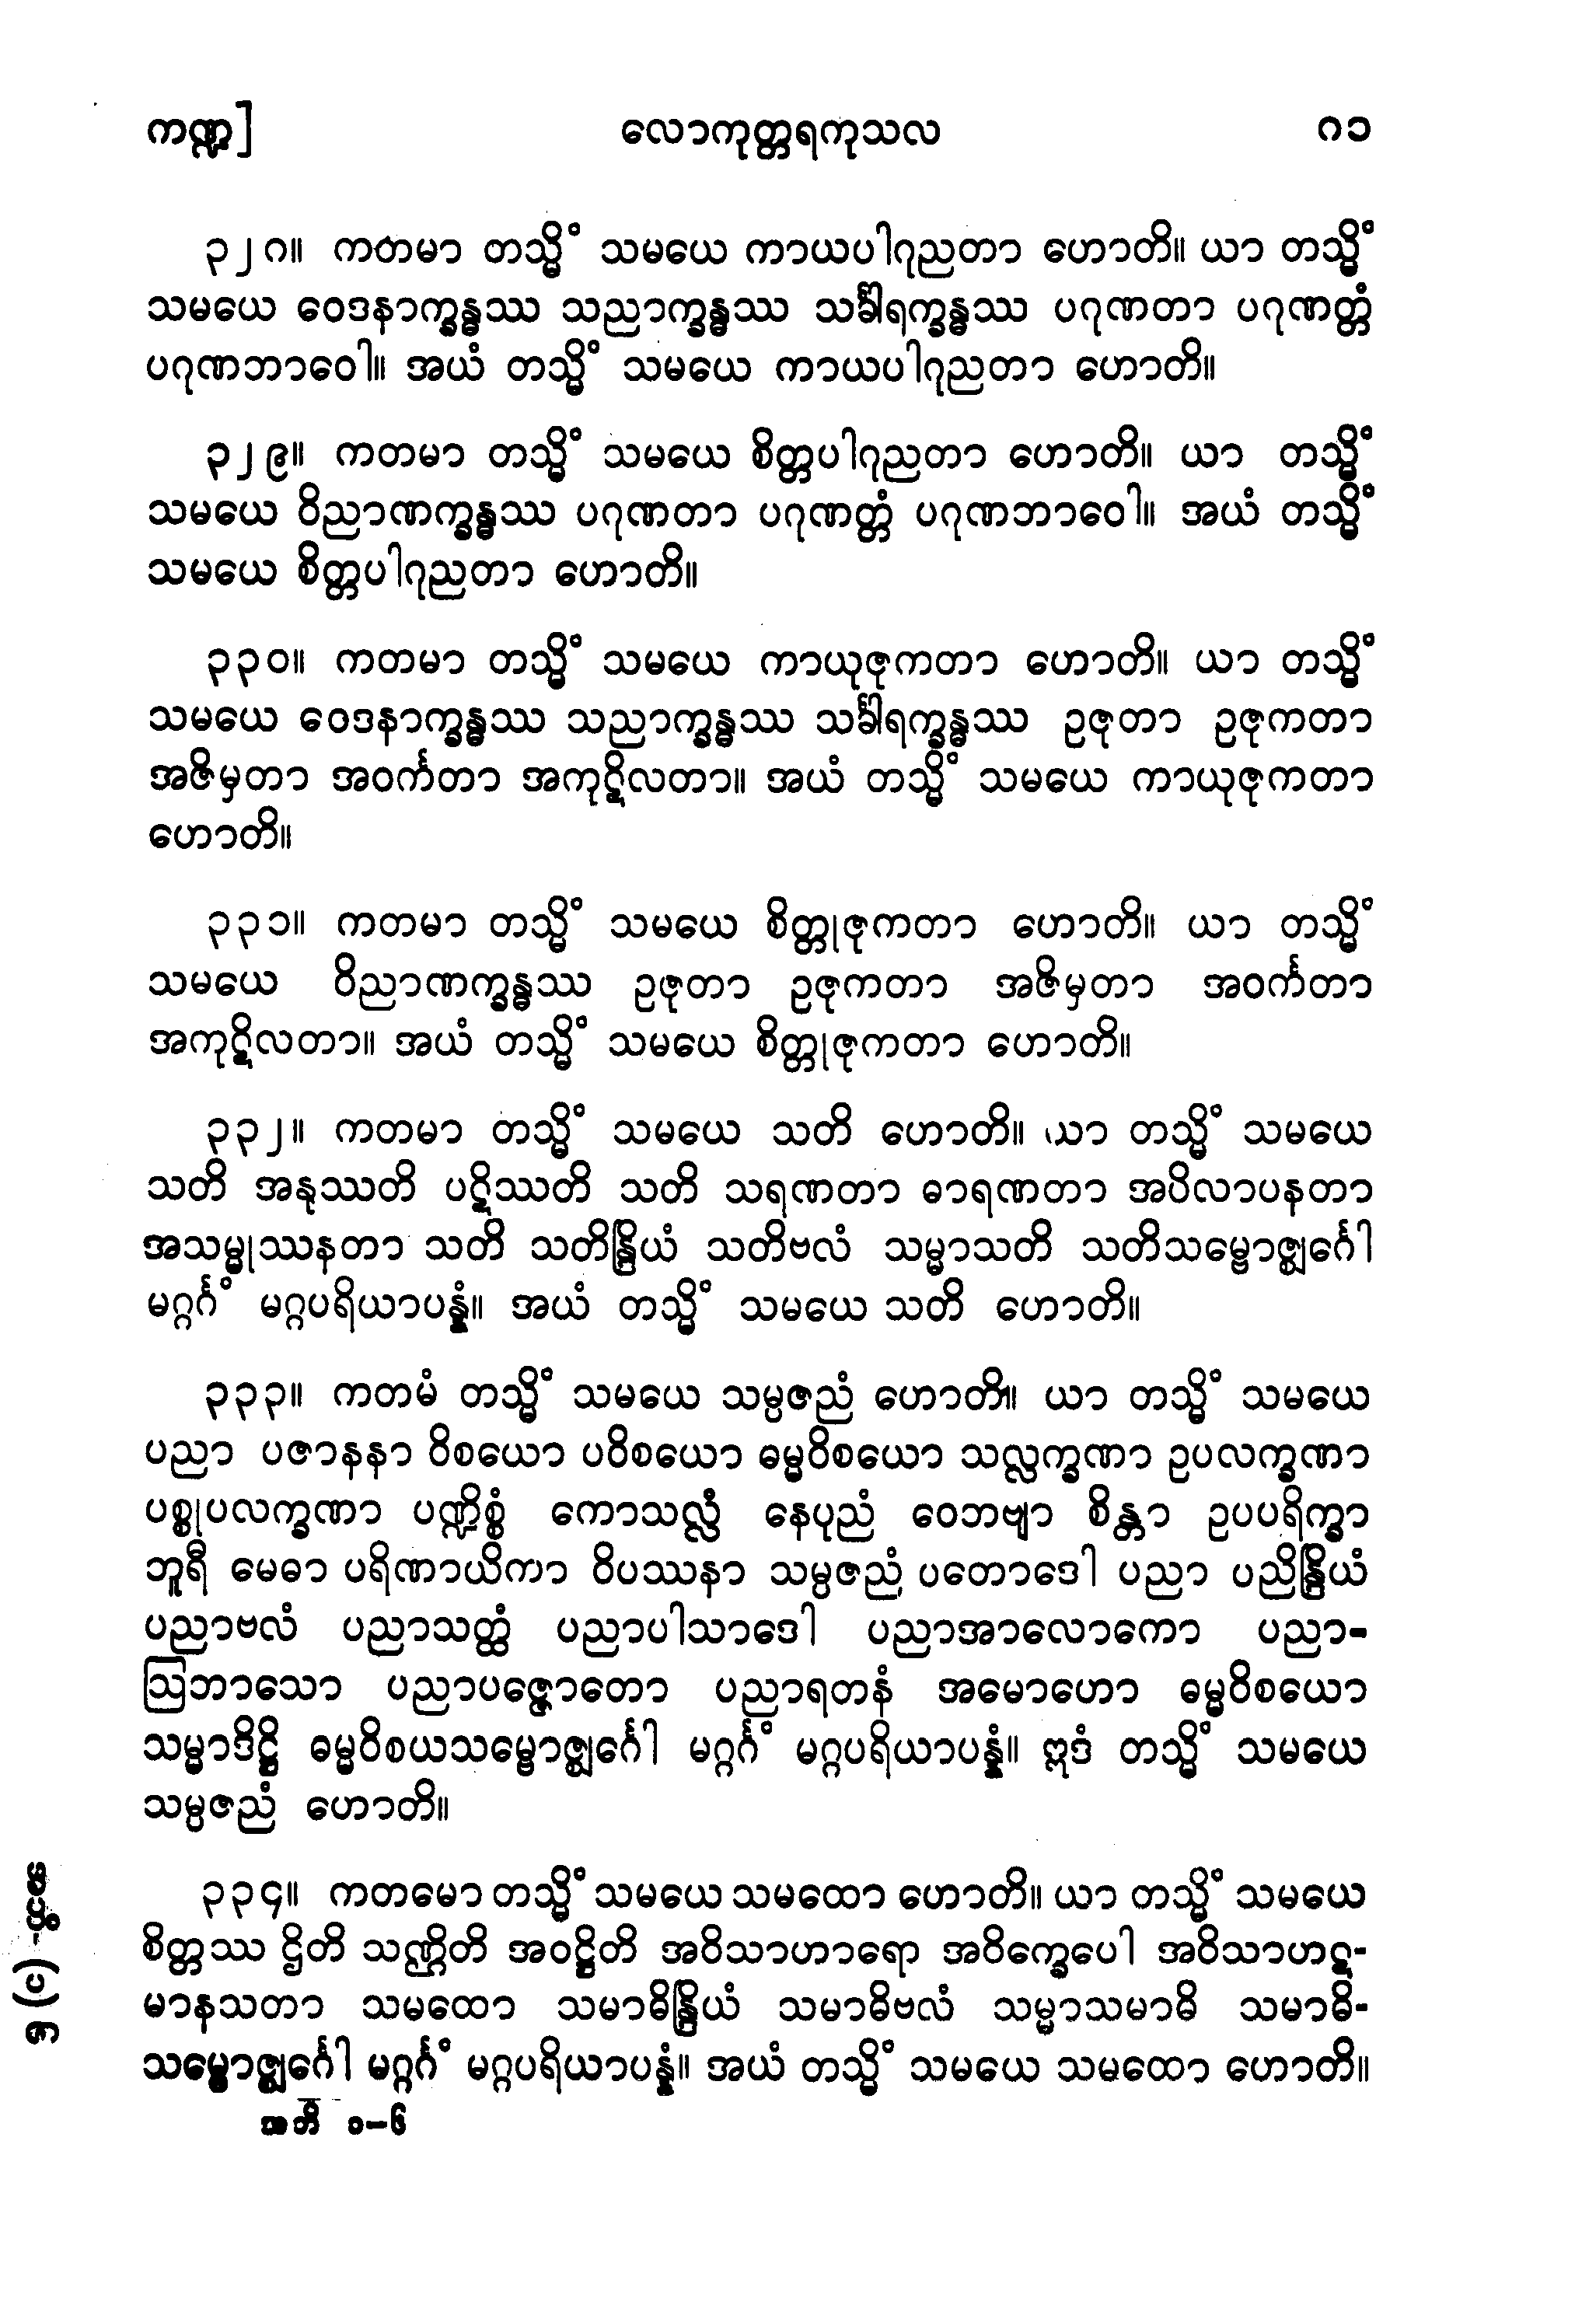 ကဏ္ဍ] လောကုတ္တရကုသလ ၈၁
၃၂၈။ ကတမာ တသ္မိံ သမယေ ကာယပါဂုညတာ ဟောတိ။ ယာ တသ္မိံ
သမယေ ဝေဒနာက္ခန္ဓဿ သညာက္ခန္ဓဿ သင်္ခါရက္ခန္ဓဿ ပဂုဏတာ ပဂုဏတ္တံ
ပဂုဏဘာဝေါ။ အယံ တသ္မိံ သမယေ ကာယပါဂုညတာ ဟောတိ။
၃၂၉။ ကတမာ တသ္မိံ သမယေ စိတ္တပါဂုညတာ ဟောတိ။ ယာ တသ္မိံ
သမယေ ဝိညာဏက္ခန္ဓဿ ပဂုဏတာ ပဂုဏတ္တံ ပဂုဏဘာဝေါ။ အယံ တသ္မိံ
သမယေ စိတ္တပါဂုညတာ ဟောတိ။
၃၃၀။ ကတမာ တသ္မိံ သမယေ ကာယုဇုကတာ ဟောတိ။ ယာ တသ္မိံ
သမယေ ဝေဒနာက္ခန္ဓဿ သညာက္ခန္ဓဿ သင်္ခါရက္ခန္ဓဿ ဥဇုတာ ဥဇုကတာ
အဇိမှတာ အဝင်္ကတာ အကုဋိလတာ။ အယံ တသ္မိံ သမယေ ကာယုဇုကတာ
ဟောတိ။
၃၃၁။ ကတမာ တသ္မိံ သမယေ စိတ္တုဇုကတာ ဟောတိ။ ယာ တသ္မိံ
သမယေ ဝိညာဏက္ခန္ဓဿ ဥဇုတာ ဥဇုကတာ အဇိမှတာ အဝင်္ကတာ
အကုဋိလတာ။ အယံ တသ္မိံ သမယေ စိတ္တုဇုကတာ ဟောတိ။
၃၃၂။ ကတမာ တသ္မိံ သမယေ သတိ ဟောတိ။ ယာ တသ္မိံ သမယေ
သတိ အနုဿတိ ပဋိဿတိ သတိ သရဏတာ ဓာရဏတာ အပိလာပနတာ
အသမ္မုဿနတာ သတိ သတိန္ဒြိယံ သတိဗလံ သမ္မာသတိ သတိသမ္ဗောဇ္ဈင်္ဂေါ
မဂ္ဂင်္ဂံ မဂ္ဂပရိယာပန္နံ။ အယံ တသ္မိံ သမယေ သတိ ဟောတိ။
၃၃၃။ ကတမံ တသ္မိံ သမယေ သမ္ပဇညံ ဟောတိ။ ယာ တသ္မိံ သမယေ
ပညာ ပဇာနနာ ဝိစယော ပဝိစယော ဓမ္မဝိစယော သလ္လက္ခဏာ ဥပလက္ခဏာ
ပစ္စုပလက္ခဏာ ပဏ္ဍိစ္စံ ကောသလ္လံ နေပုညံ ဝေဘဗျာ စိန္တာ ဥပပရိက္ခာ
ဘူရီ မေဓာ ပရိဏာယိကာ ဝိပဿနာ သမ္ပဇညံ ပတောဒေါ ပညာ ပညိန္ဒြိယံ
ပညာဗလံ ပညာသတ္ထံ ပညာပါသာဒေါ ပညာအာလောကော ပညာ-
ဩဘာသော ပညာပဇ္ဇောတော ပညာရတနံ အမောဟော ဓမ္မဝိစယော
သမ္မာဒိဋ္ဌိ ဓမ္မဝိစယသမ္ဗောဇ္ဈင်္ဂေါ မဂ္ဂင်္ဂံ မဂ္ဂပရိယာပန္နံ။ ဣဒံ တသ္မိံ သမယေ
သမ္ပဇညံ ဟောတိ။
၃၃၄။ ကတမော တသ္မိံ သမယေ သမထော ဟောတိ။ ယာ တသ္မိံ သမယေ
စိတ္တဿ ဌိတိ သဏ္ဌိတိ အဝဋ္ဌိတိ အဝိသာဟာရော အဝိက္ခေပေါ အဝိသာဟဋ-
မာနသတာ သမထော သမာဓိန္ဒြိယံ သမာဓိဗလံ သမ္မာသမာဓိ သမာဓိ-
သမ္ဗောဇ္ဈင်္ဂေါ မဂ္ဂင်္ဂံ မဂ္ဂပရိယာပန္နံ။ အယံ တသ္မိံ သမယေ သမထော ဟောတိ။
အဘိ ၁-၆